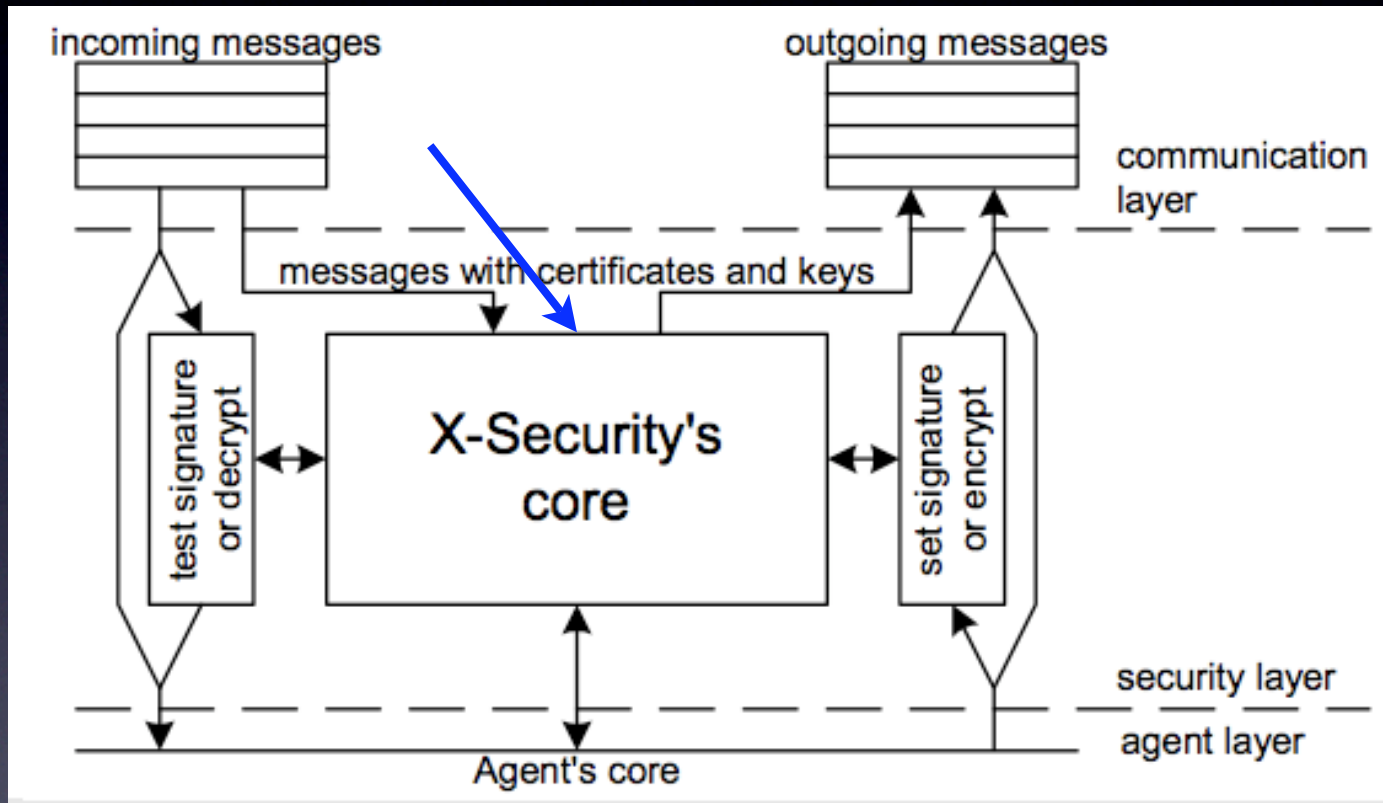 incoming messages
outgoing messages
communication
layer
messages with certificates and keys
test signature
or decrypt
X-Security's
core
set signature
or encrypt
security layer
agent layer
Agent's core